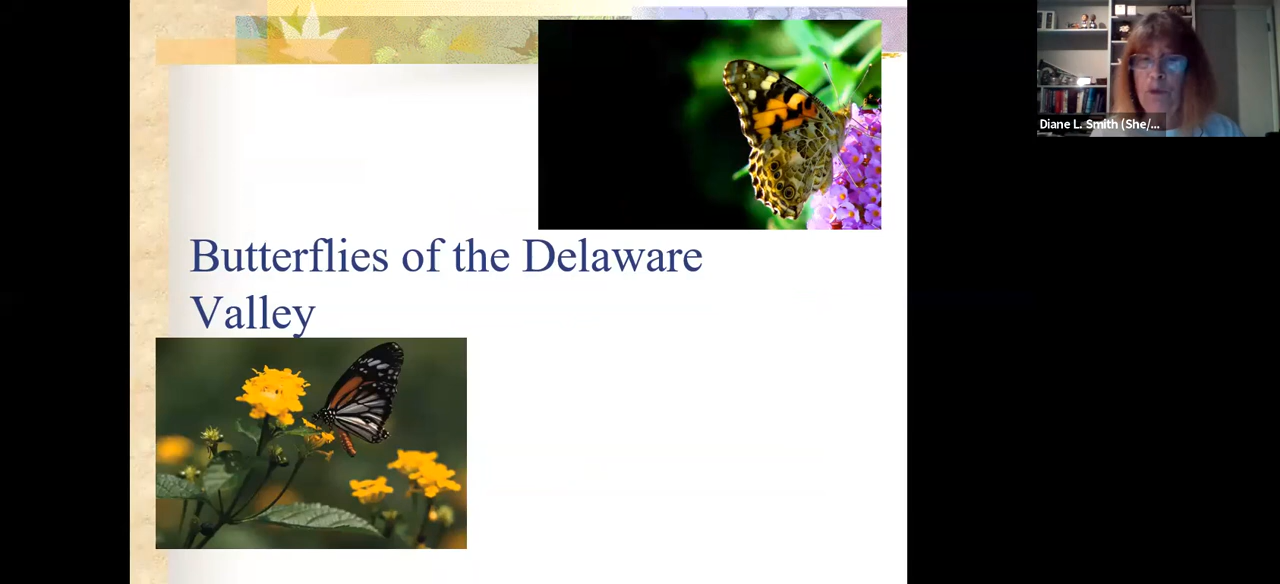 Butterflies of the Delaware
Valley
Diane L. Smith (She/...